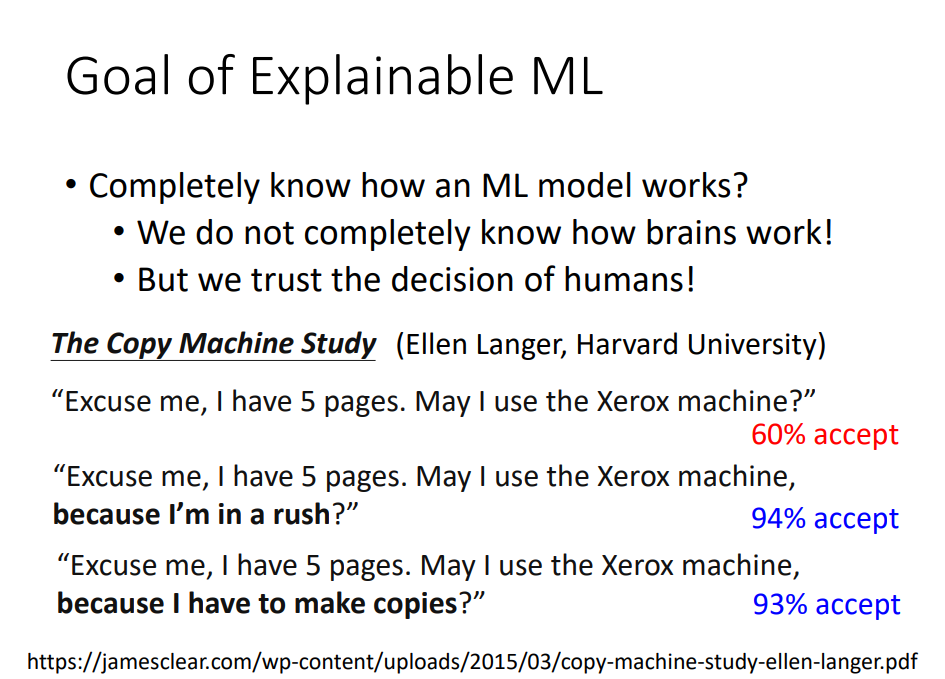 Goal of Explainable ML
• Completely know how an ML model works?
• We do not completely know how brains work!
• But we trust the decision of humans!
The Copy Machine Study (Ellen Langer, Harvard University)
“Excuse me, I have 5 pages. May I use the Xerox machine?”
60% accept
“Excuse me, I have 5 pages. May I use the Xerox machine,
because I’m in a rush?”
94% accept
“Excuse me, I have 5 pages. May I use the Xerox machine,
because I have to make copies?”
93% accept
https://jamesclear.com/wp-content/uploads/2015/03/copy-machine-study-ellen-langer.pdf